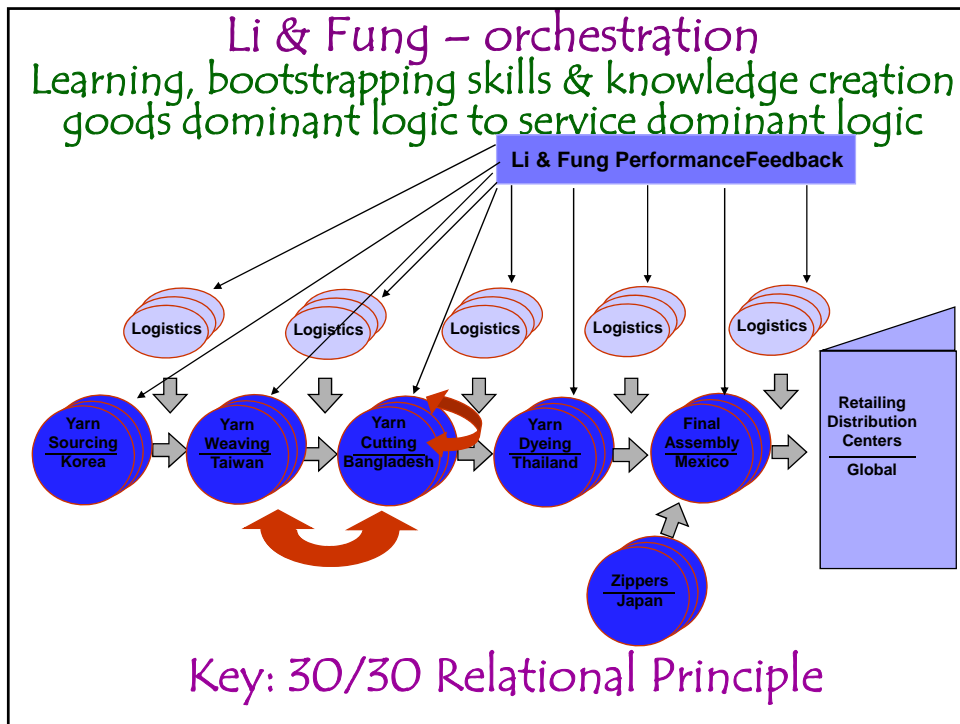 Li & Fung – orchestration
Learning, bootstrapping skills & knowledge creation
goods dominant logic to service dominant logic
Li & Fung PerformanceFeedback
Logistics
Logistics
Logistics
Logistics
Logistics
Yarn
Sourcing
Korea
Yarn
Weaving
Taiwan
Yarn
Cutting
Bangladesh
Yarn
Dyeing
Thailand
Final
Assembly
Mexico
Retailing
Distribution
Centers
Global
Zippers
Japan
Key: 30/30 Relational Principle